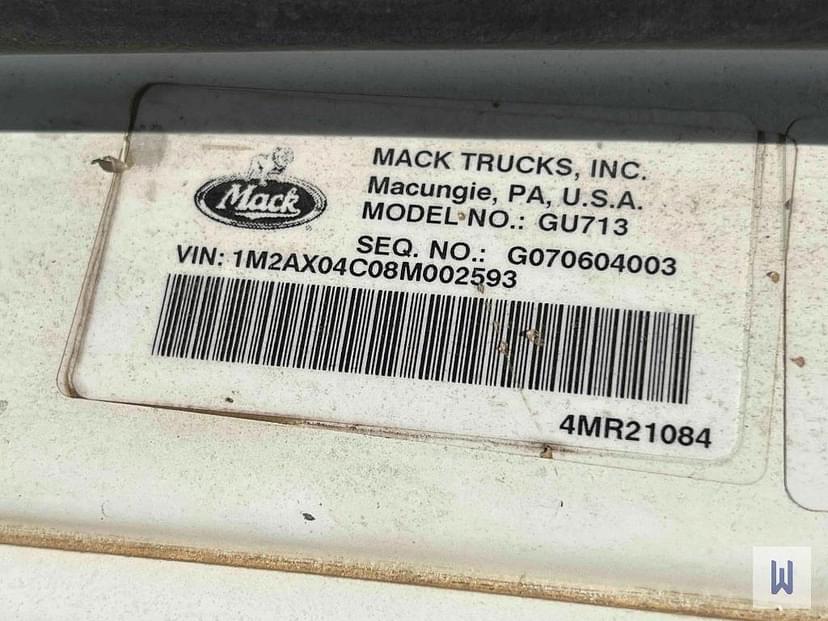 Mack
MACK TRUCKS, INC.
Macungie, PA, U.S.A.
MODEL NO.: GU713
SEQ. NO.: G070604003
VIN: 1M2AX04C08M002593
4MR21084
W